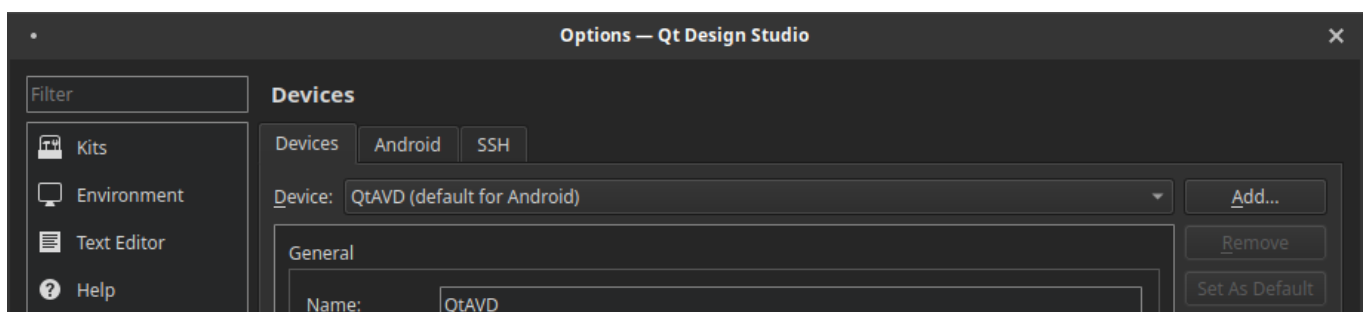 Options — Qt Design Studio
Filter
Kits
Environment
Text Editor
Help
Devices
Devices Android SSH
Device: QtAVD (default for Android) Add...
Remove
Set As Default
General
Name: QtAVD